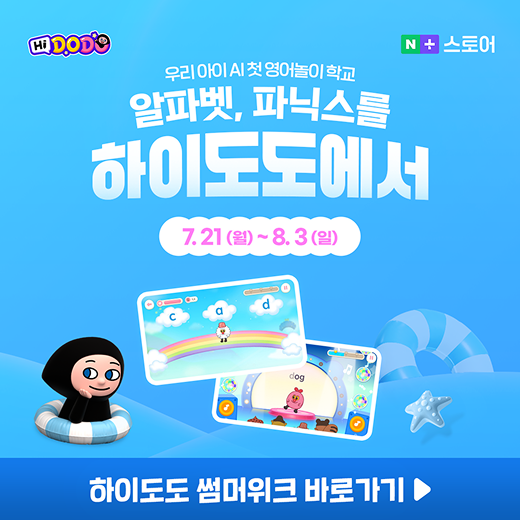 Hi DODO
N+ 스토어
우리 아이 AI 첫 영어놀이 학교
알파벳, 파닉스를
하이도도에서
7. 21 (월) ~ 8. 3 (일)
c a d
dog
하이도도 썸머위크 바로가기 ▶